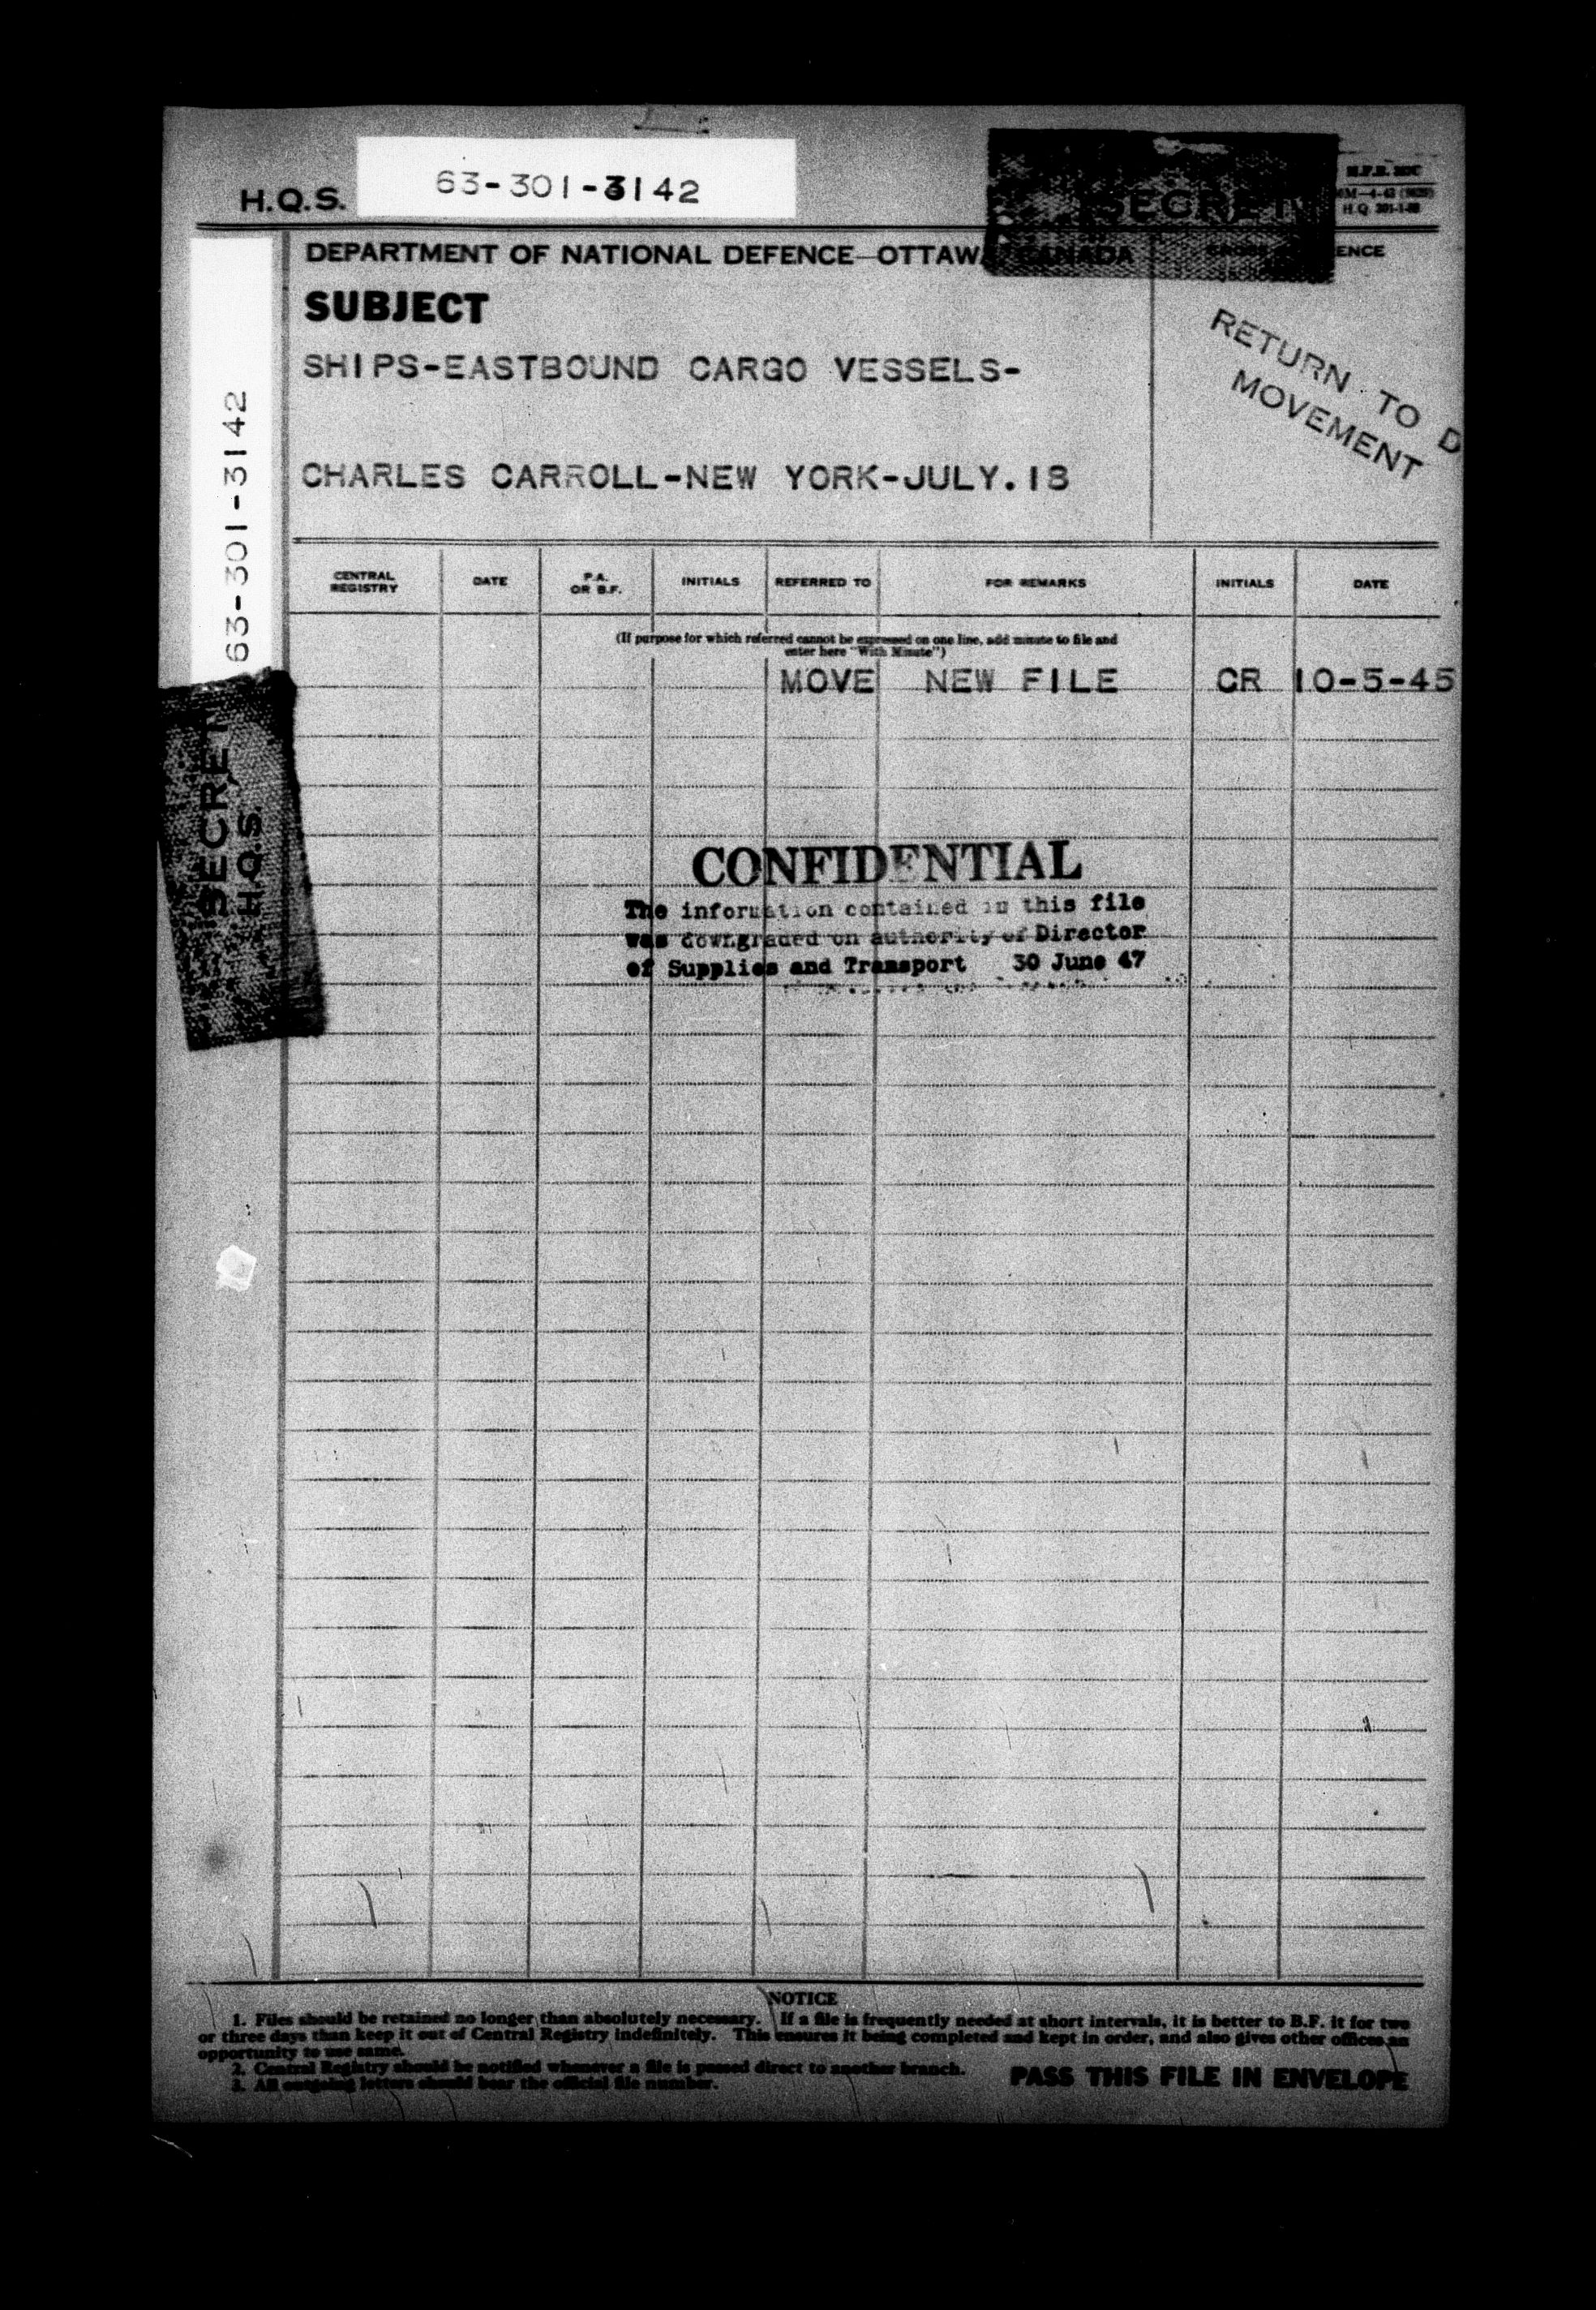 H.Q.S. 63-301-3142
SECRET
H.Q. 301-1-88
DEPARTMENT OF NATIONAL DEFENCE—OTTAWA CANADA
SUBJECT
SHIPS-EASTBOUND CARGO VESSELS-
CHARLES CARROLL-NEW YORK-JULY.18
RETURN TO D
MOVEMENT
63-301-3142
SECRET
H.Q.S.
CENTRAL REGISTRY
DATE
P.A. OR B.F.
INITIALS
REFERRED TO
FOR REMARKS
INITIALS
DATE
(If purpose for which referred cannot be expressed on one line, add minute to file and
enter here "With Minute")
MOVE NEW FILE CR 10-5-45
CONFIDENTIAL
The information contained in this file
was downgraded on authority of Director
of Supplies and Transport 30 June 47
NOTICE
1. Files should be retained no longer than absolutely necessary. If a file is frequently needed at short intervals, it is better to B.F. it for two
or three days than keep it out of Central Registry indefinitely. This ensures it being completed and kept in order, and also gives other offices an
opportunity to use same.
2. Central Registry should be notified whenever a file is passed direct to another branch.
3. All outgoing letters should bear the official file number.
PASS THIS FILE IN ENVELOPE